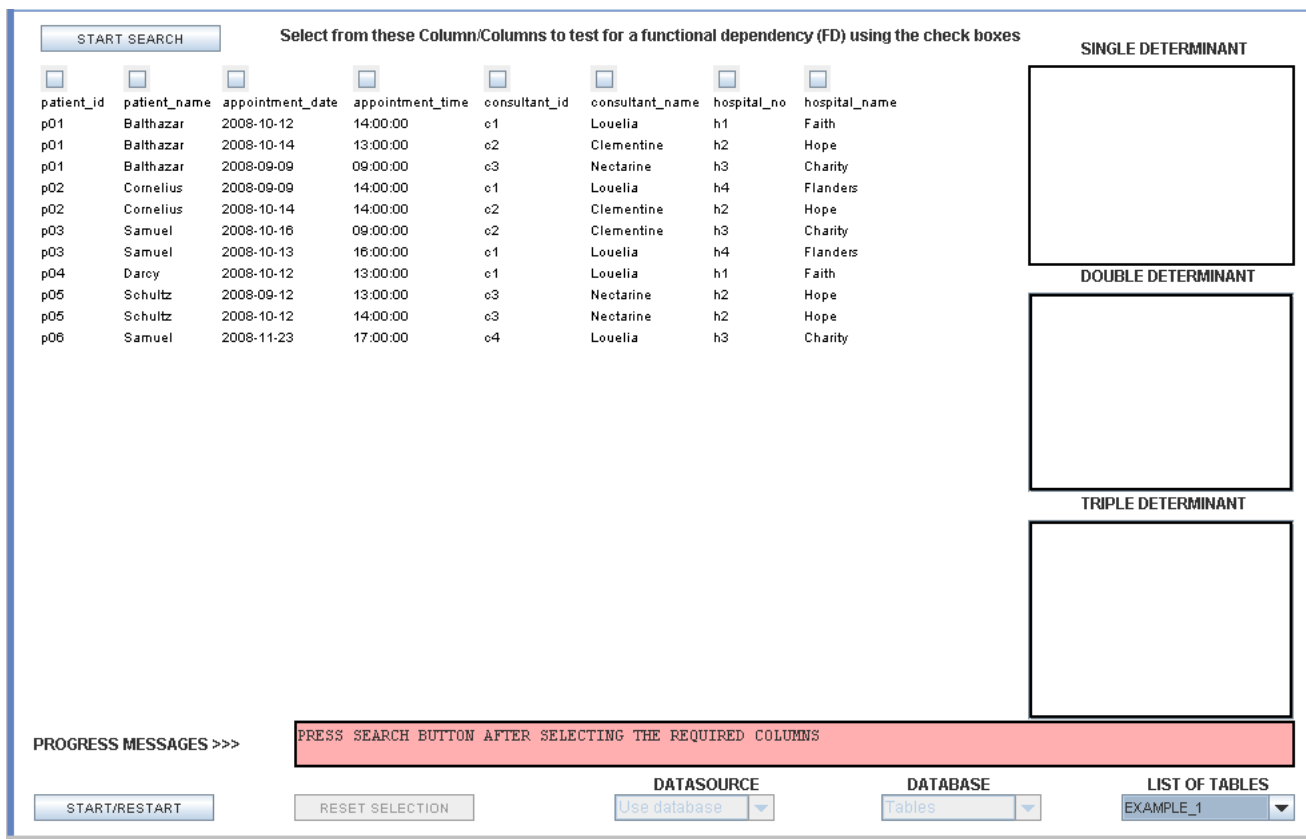 START SEARCH
Select from these Column/Columns to test for a functional dependency (FD) using the check boxes
SINGLE DETERMINANT
patient_id patient_name appointment_date appointment_time consultant_id consultant_name hospital_no hospital_name
p01 Balthazar 2008-10-12 14:00:00 c1 Louelia h1 Faith
p01 Balthazar 2008-10-14 13:00:00 c2 Clementine h2 Hope
p01 Balthazar 2008-09-09 09:00:00 c3 Nectarine h3 Charity
p02 Cornelius 2008-09-09 14:00:00 c1 Louelia h4 Flanders
p02 Cornelius 2008-10-14 14:00:00 c2 Clementine h2 Hope
p03 Samuel 2008-10-16 09:00:00 c2 Clementine h3 Charity
p03 Samuel 2008-10-13 16:00:00 c1 Louelia h4 Flanders
p04 Darcy 2008-10-12 13:00:00 c1 Louelia h1 Faith
p05 Schultz 2008-09-12 13:00:00 c3 Nectarine h2 Hope
p05 Schultz 2008-10-12 14:00:00 c3 Nectarine h2 Hope
p06 Samuel 2008-11-23 17:00:00 c4 Louelia h3 Charity
DOUBLE DETERMINANT
TRIPLE DETERMINANT
PROGRESS MESSAGES >>>
PRESS SEARCH BUTTON AFTER SELECTING THE REQUIRED COLUMNS
DATASOURCE DATABASE LIST OF TABLES
START/RESTART RESET SELECTION Use database Tables EXAMPLE_1